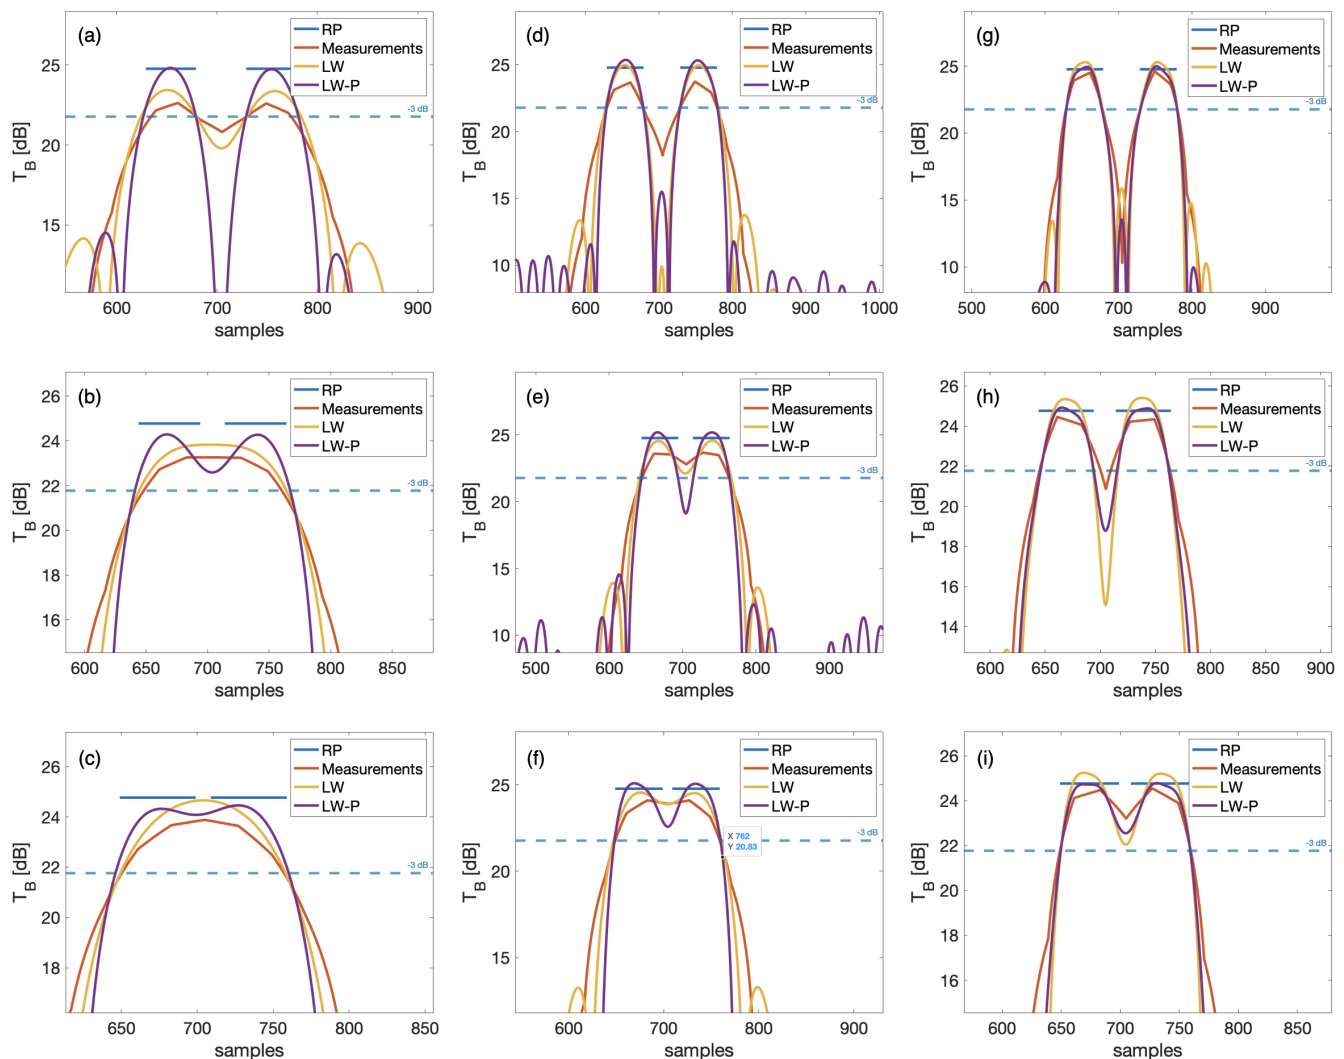 (a)
RP
Measurements
LW
LW-P
-3 dB
25
20
15
T_B [dB]
600 700 800 900
samples
(d)
RP
Measurements
LW
LW-P
-3 dB
25
20
15
10
T_B [dB]
600 700 800 900 1000
samples
(g)
RP
Measurements
LW
LW-P
-3 dB
25
20
15
10
T_B [dB]
500 600 700 800 900
samples
(b)
RP
Measurements
LW
LW-P
-3 dB
26
24
22
20
18
16
T_B [dB]
600 650 700 750 800 850
samples
(e)
RP
Measurements
LW
LW-P
-3 dB
25
20
15
10
T_B [dB]
500 600 700 800 900
samples
(h)
RP
Measurements
LW
LW-P
-3 dB
26
24
22
20
18
16
14
T_B [dB]
600 650 700 750 800 850 900
samples
(c)
RP
Measurements
LW
LW-P
-3 dB
26
24
22
20
18
T_B [dB]
650 700 750 800 850
samples
(f)
RP
Measurements
LW
LW-P
-3 dB
X 762
Y 20.83
25
20
15
T_B [dB]
600 700 800 900
samples
(i)
RP
Measurements
LW
LW-P
-3 dB
26
24
22
20
18
16
T_B [dB]
600 650 700 750 800 850
samples